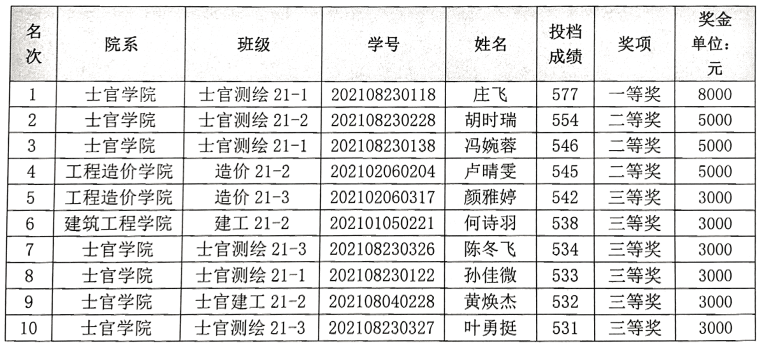 名次 院系 班级 学号 姓名 投档成绩 奖项 奖金单位：元
1 士官学院 士官测绘 21-1 202108230118 庄飞 577 一等奖 8000
2 士官学院 士官测绘 21-2 202108230228 胡时瑞 554 二等奖 5000
3 士官学院 士官测绘 21-1 202108230138 冯婉蓉 546 二等奖 5000
4 工程造价学院 造价 21-2 202102060204 卢晴雯 545 二等奖 5000
5 工程造价学院 造价 21-3 202102060317 颜雅婷 542 三等奖 3000
6 建筑工程学院 建工 21-2 202101050221 何诗羽 538 三等奖 3000
7 士官学院 士官测绘 21-3 202108230326 陈冬飞 534 三等奖 3000
8 士官学院 士官测绘 21-1 202108230122 孙佳微 533 三等奖 3000
9 士官学院 士官建工 21-2 202108040228 黄焕杰 532 三等奖 3000
10 士官学院 士官测绘 21-3 202108230327 叶勇挺 531 三等奖 3000